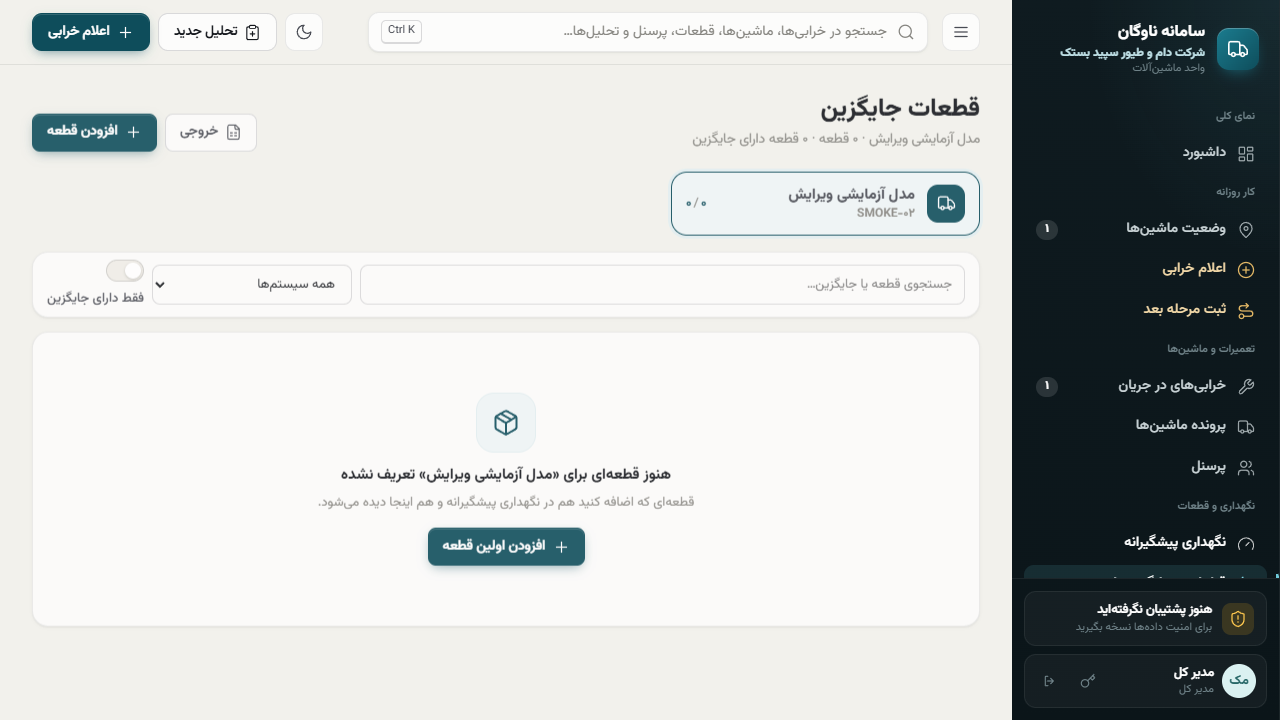 سامانه ناوگان
شرکت دام و طیور سپید بستک
واحد ماشین‌آلات
نمای کلی
داشبورد
کار روزانه
وضعیت ماشین‌ها
۱
اعلام خرابی
ثبت مرحله بعد
تعمیرات و ماشین‌ها
خرابی‌های در جریان
۱
پرونده ماشین‌ها
پرسنل
نگهداری و قطعات
نگهداری پیشگیرانه
هنوز پشتیبان نگرفته‌اید
برای امنیت داده‌ها نسخه بگیرید
مک
مدیر کل
مدیر کل
جستجو در خرابی‌ها، ماشین‌ها، قطعات، پرسنل و تحلیل‌ها...
Ctrl K
تحلیل جدید
اعلام خرابی
قطعات جایگزین
مدل آزمایشی ویرایش · ۰ قطعه · ۰ قطعه دارای جایگزین
خروجی
افزودن قطعه
مدل آزمایشی ویرایش
SMOKE-۰۲
۰/۰
جستجوی قطعه یا جایگزین...
همه سیستم‌ها
فقط دارای جایگزین
هنوز قطعه‌ای برای «مدل آزمایشی ویرایش» تعریف نشده
قطعه‌ای که اضافه کنید هم در نگهداری پیشگیرانه و هم اینجا دیده می‌شود.
افزودن اولین قطعه